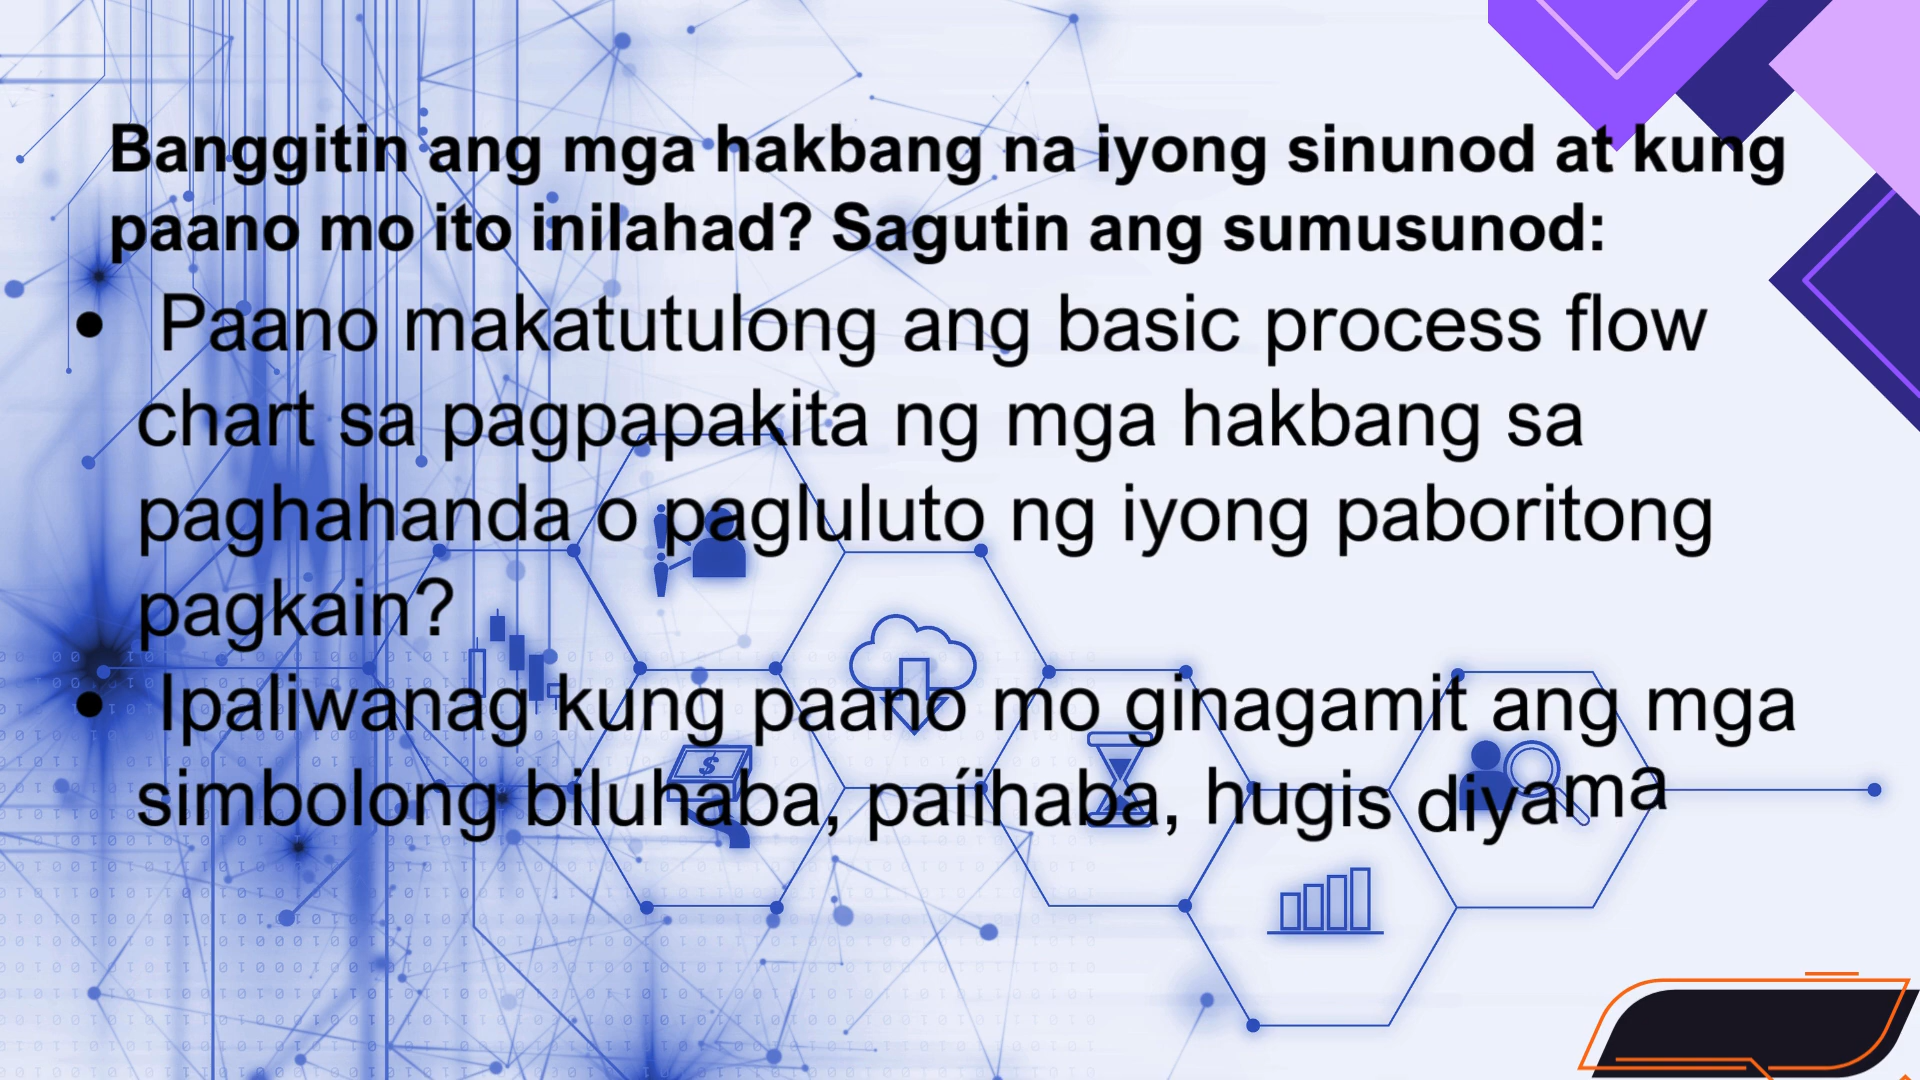 Banggitin ang mga hakbang na iyong sinunod at kung
paano mo ito inilahad? Sagutin ang sumusunod:
• Paano makatutulong ang basic process flow
chart sa pagpapakita ng mga hakbang sa
paghahanda o pagluluto ng iyong paboritong
pagkain?
• Ipaliwanag kung paano mo ginagamit ang mga
simbolong biluhaba, paíihaba, hugis diyama